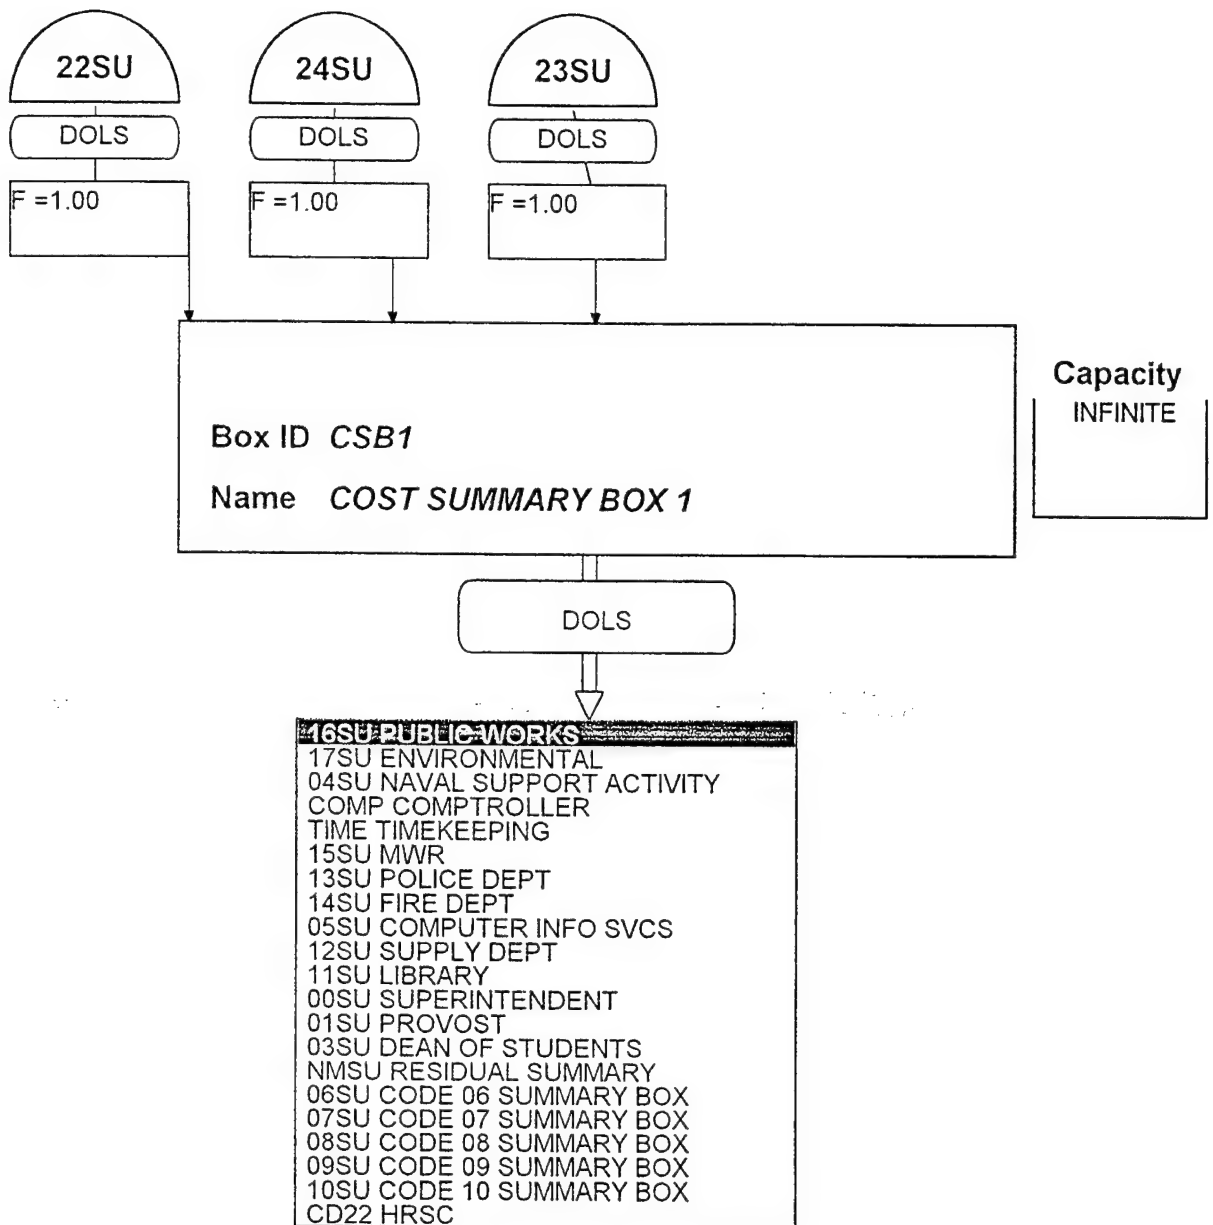 22SU 24SU 23SU
DOLS DOLS DOLS
F =1.00 F =1.00 F =1.00
Capacity
INFINITE
Box ID CSB1
Name COST SUMMARY BOX 1
DOLS
16SU PUBLIC WORKS
17SU ENVIRONMENTAL
04SU NAVAL SUPPORT ACTIVITY
COMP COMPTROLLER
TIME TIMEKEEPING
15SU MWR
13SU POLICE DEPT
14SU FIRE DEPT
05SU COMPUTER INFO SVCS
12SU SUPPLY DEPT
11SU LIBRARY
00SU SUPERINTENDENT
01SU PROVOST
03SU DEAN OF STUDENTS
NMSU RESIDUAL SUMMARY
06SU CODE 06 SUMMARY BOX
07SU CODE 07 SUMMARY BOX
08SU CODE 08 SUMMARY BOX
09SU CODE 09 SUMMARY BOX
10SU CODE 10 SUMMARY BOX
CD22 HRSC